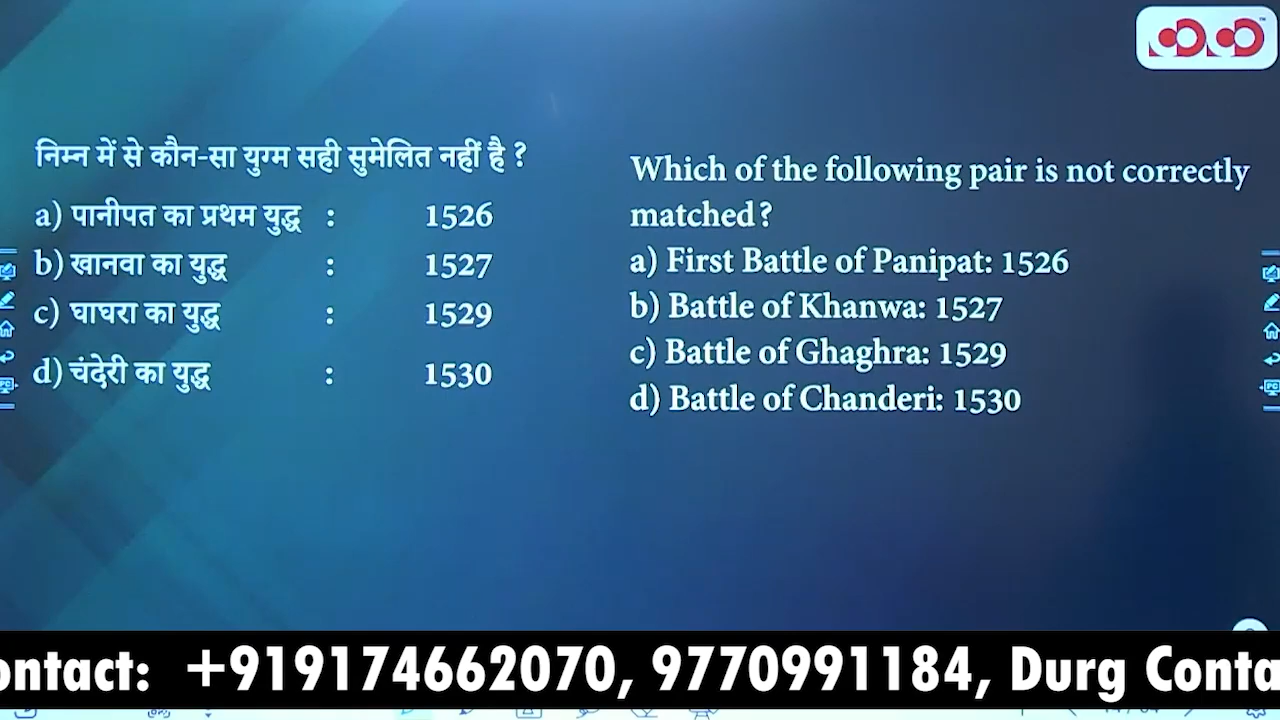 निम्न में से कौन-सा युग्म सही सुमेलित नहीं है ?
a) पानीपत का प्रथम युद्ध : 1526
b) खानवा का युद्ध : 1527
c) घाघरा का युद्ध : 1529
d) चंदेरी का युद्ध : 1530
Which of the following pair is not correctly
matched?
a) First Battle of Panipat: 1526
b) Battle of Khanwa: 1527
c) Battle of Ghaghra: 1529
d) Battle of Chanderi: 1530
ontact: +919174662070, 9770991184, Durg Conta